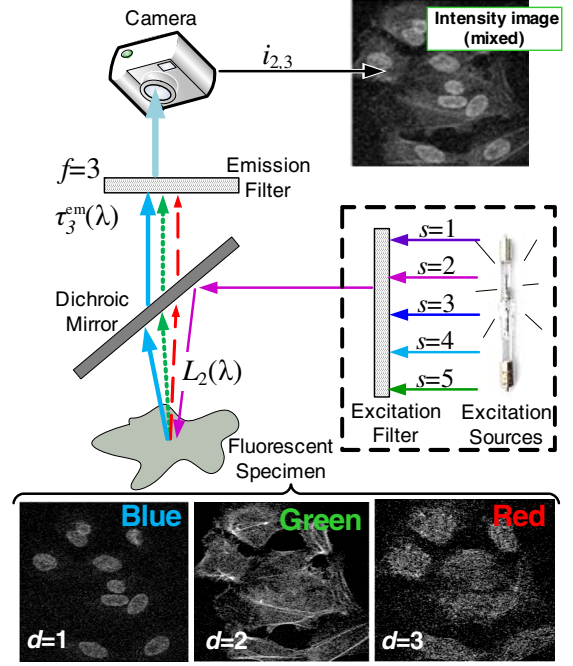 Camera
Intensity image
(mixed)
i₂,₃
f=3
Emission
Filter
τ₃ᵉᵐ(λ)
s=1
s=2
s=3
s=4
s=5
Dichroic
Mirror
L₂(λ)
Excitation
Filter
Excitation
Sources
Fluorescent
Specimen
Blue
Green
Red
d=1
d=2
d=3